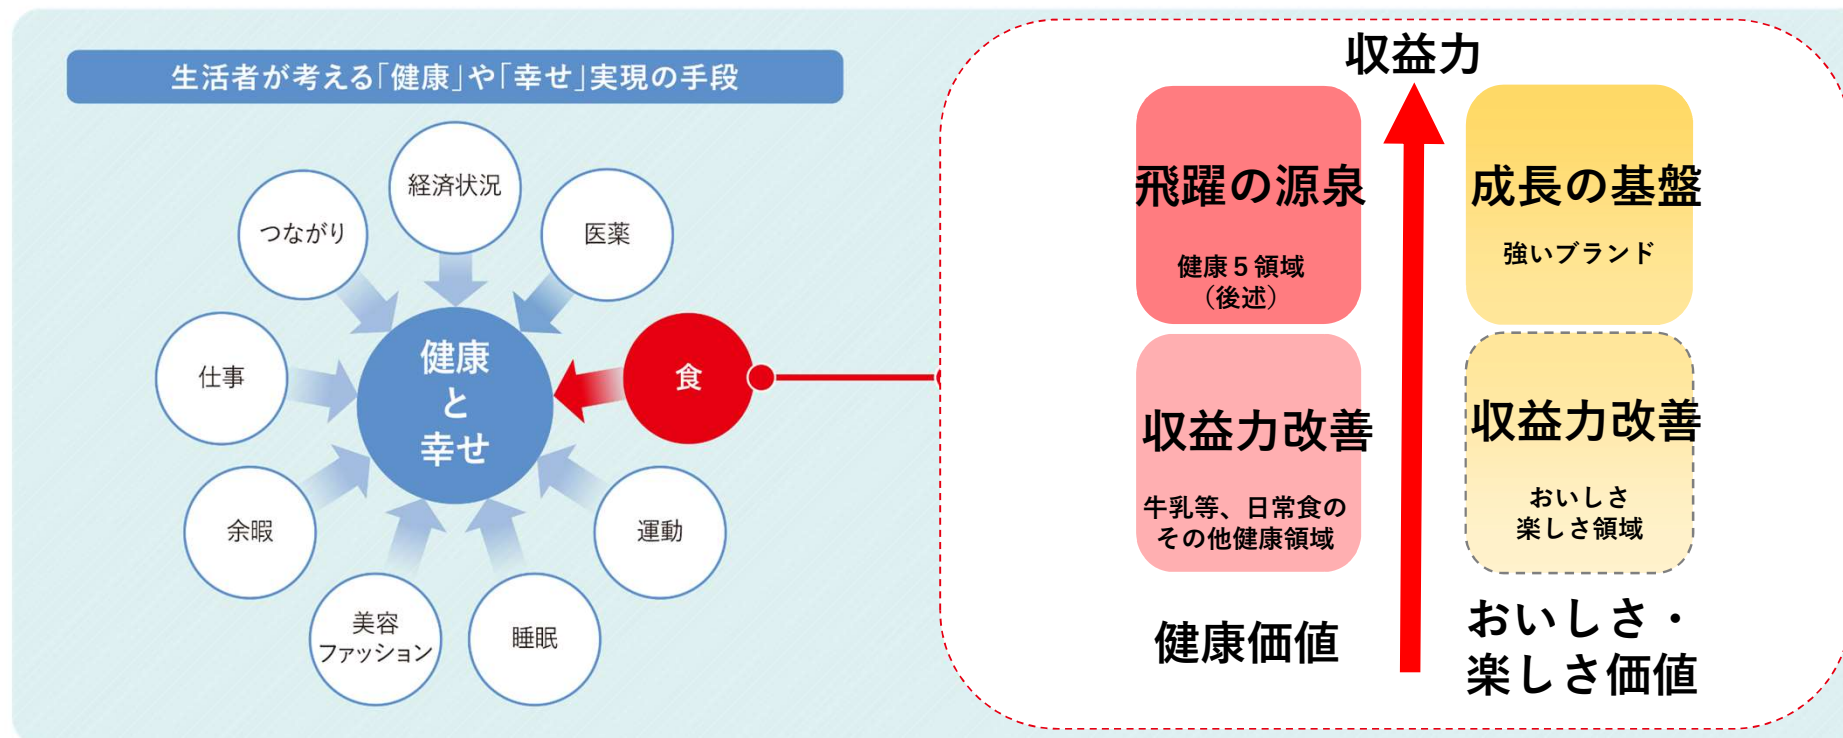 生活者が考える「健康」や「幸せ」実現の手段
経済状況
つながり
医薬
仕事
健康
と
幸せ
食
余暇
運動
美容
ファッション
睡眠
収益力
飛躍の源泉
健康5領域
(後述)
成長の基盤
強いブランド
収益力改善
牛乳等、日常食の
その他健康領域
収益力改善
おいしさ
楽しさ領域
健康価値
おいしさ・
楽しさ価値